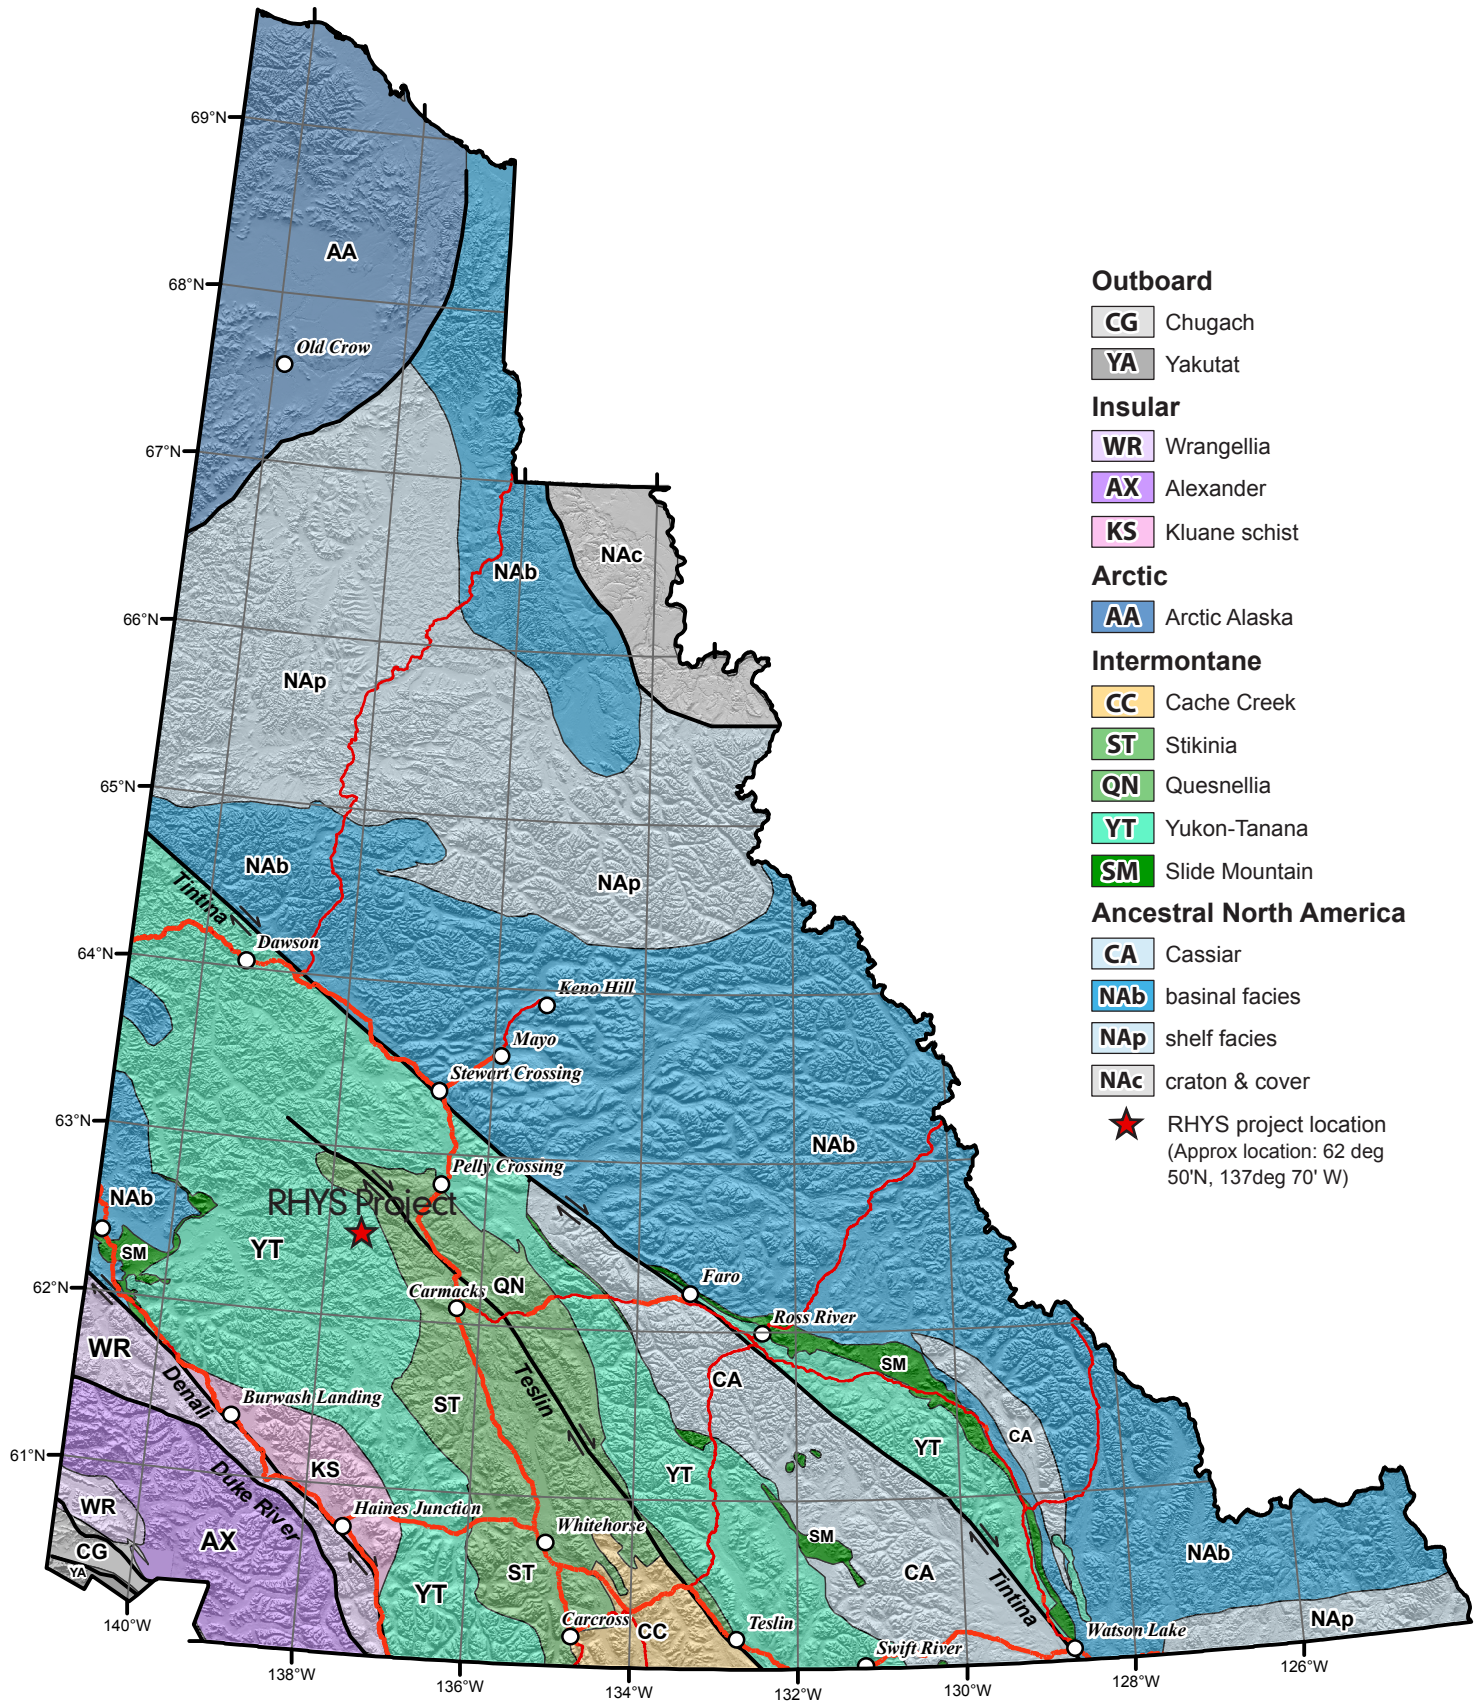 69°N
AA
68°N
Old Crow
67°N
NAb
NAc
66°N
NAp
65°N
NAb
NAp
Tintina
Dawson
64°N
Keno Hill
Mayo
Stewart Crossing
63°N
NAb
Pelly Crossing
NAb
RHYS Project
YT
SM
62°N
Faro
QN
Carmacks
Ross River
WR
SM
CA
Denali
Burwash Landing
ST
Teslin
CA
YT
61°N
KS
YT
Duke River
WR
Haines Junction
Whitehorse
SM
AX
CG
YA
NAb
ST
CA
YT
Tintina
140°W
Carcross
CC
Teslin
Swift River
Watson Lake
NAp
138°W
136°W
134°W
132°W
130°W
128°W
126°W
Outboard
CG Chugach
YA Yakutat
Insular
WR Wrangellia
AX Alexander
KS Kluane schist
Arctic
AA Arctic Alaska
Intermontane
CC Cache Creek
ST Stikinia
QN Quesnellia
YT Yukon-Tanana
SM Slide Mountain
Ancestral North America
CA Cassiar
NAb basinal facies
NAp shelf facies
NAc craton & cover
RHYS project location
(Approx location: 62 deg
50'N, 137deg 70' W)